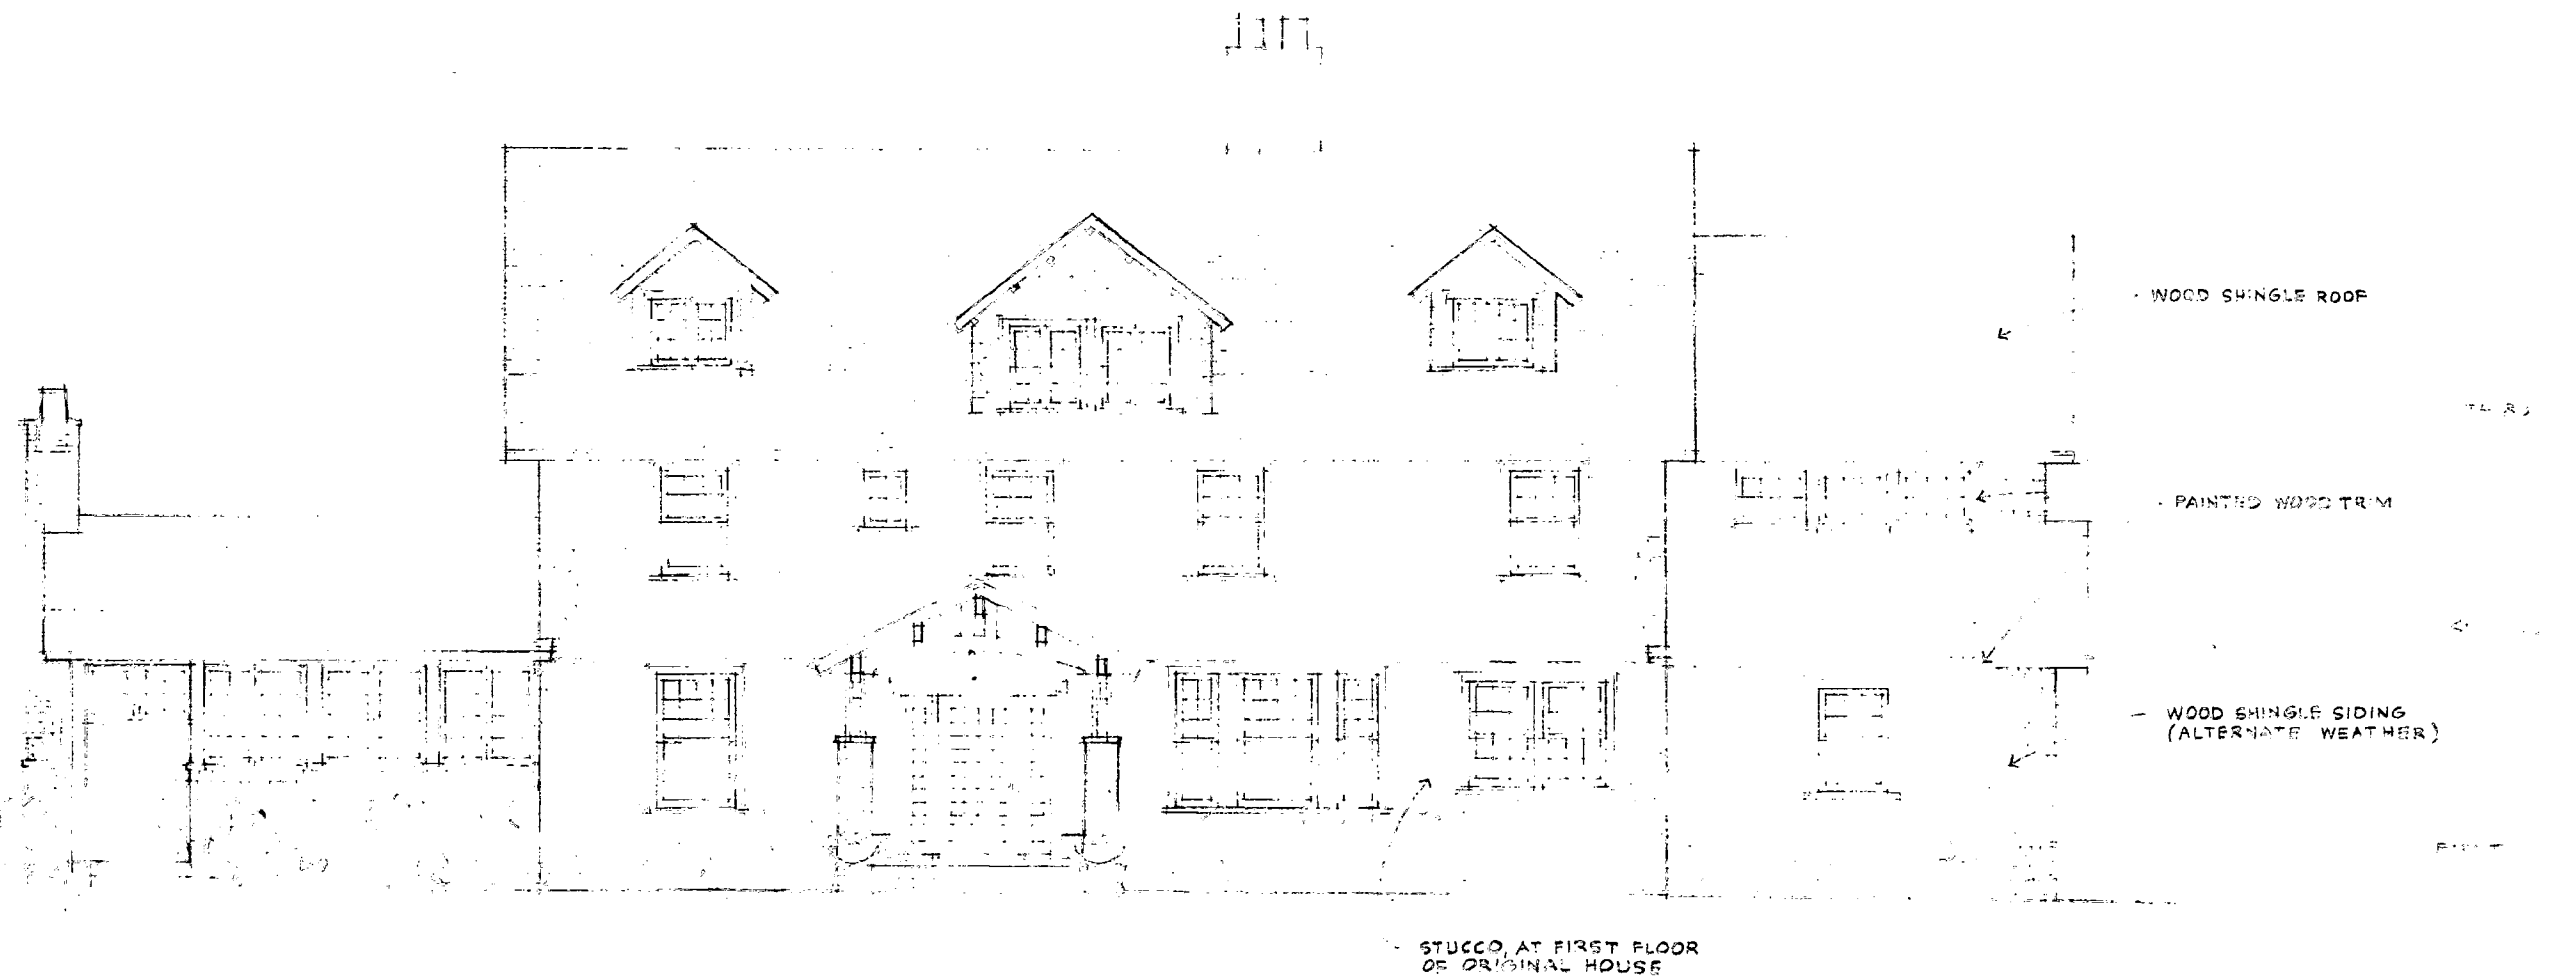 WOOD SHINGLE ROOF
PAINTED WOOD TRIM
WOOD SHINGLE SIDING
(ALTERNATE WEATHER)
STUCCO, AT FIRST FLOOR
OF ORIGINAL HOUSE